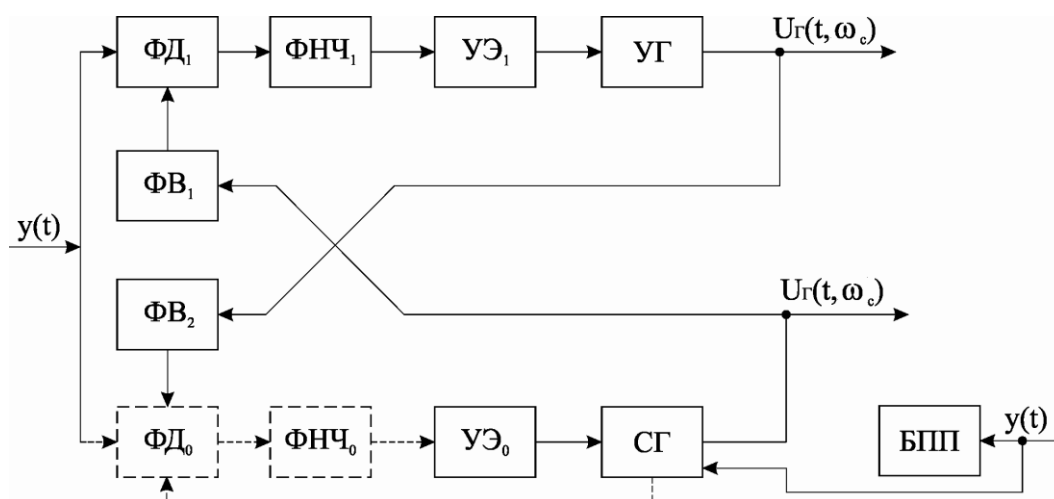 ФД₁ ФНЧ₁ УЭ₁ УГ Uг(t, ωс)
ФВ₁
y(t)
ФВ₂ Uг(t, ωс)
ФД₀ ФНЧ₀ УЭ₀ СГ БПП y(t)